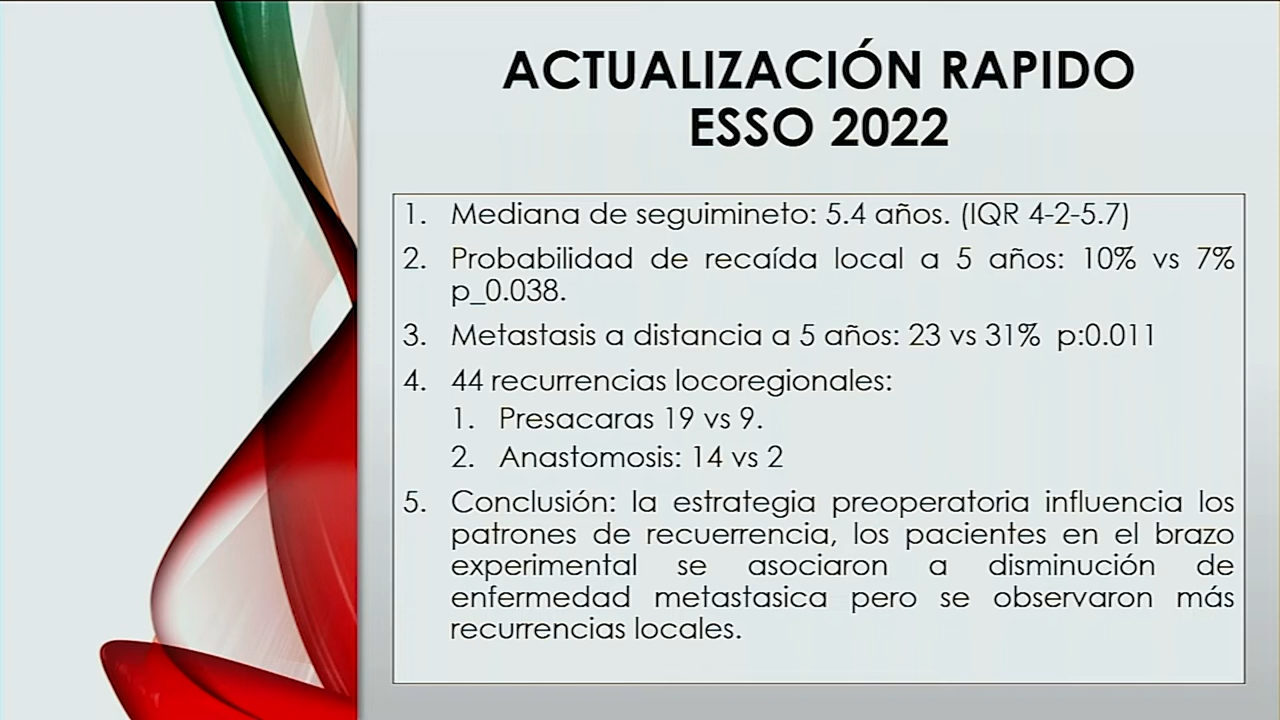 ACTUALIZACIÓN RAPIDO
ESSO 2022
1. Mediana de seguimineto: 5.4 años. (IQR 4-2-5.7)
2. Probabilidad de recaída local a 5 años: 10% vs 7%
p_0.038.
3. Metastasis a distancia a 5 años: 23 vs 31% p:0.011
4. 44 recurrencias locoregionales:
1. Presacaras 19 vs 9.
2. Anastomosis: 14 vs 2
5. Conclusión: la estrategia preoperatoria influencia los
patrones de recuerrencia, los pacientes en el brazo
experimental se asociaron a disminución de
enfermedad metastasica pero se observaron más
recurrencias locales.